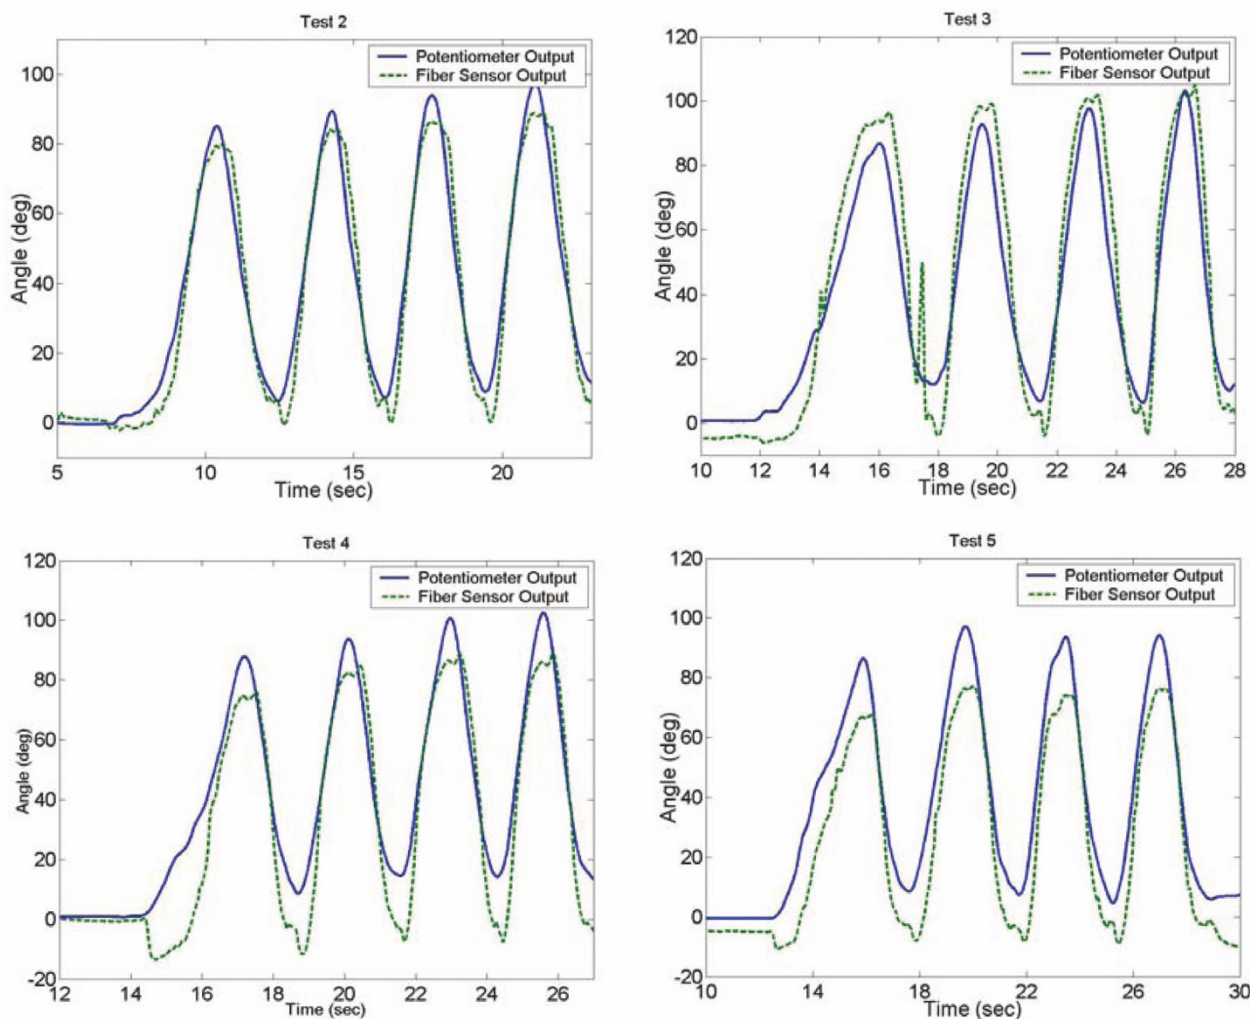 Test 2
Potentiometer Output
Fiber Sensor Output
100
80
60
40
20
0
Angle (deg)
5 10 15 20
Time (sec)
Test 3
Potentiometer Output
Fiber Sensor Output
120
100
80
60
40
20
0
Angle (deg)
10 12 14 16 18 20 22 24 26 28
Time (sec)
Test 4
Potentiometer Output
Fiber Sensor Output
120
100
80
60
40
20
0
-20
Angle (deg)
12 14 16 18 20 22 24 26
Time (sec)
Test 5
Potentiometer Output
Fiber Sensor Output
120
100
80
60
40
20
0
-20
Angle (deg)
10 14 18 22 26 30
Time (sec)